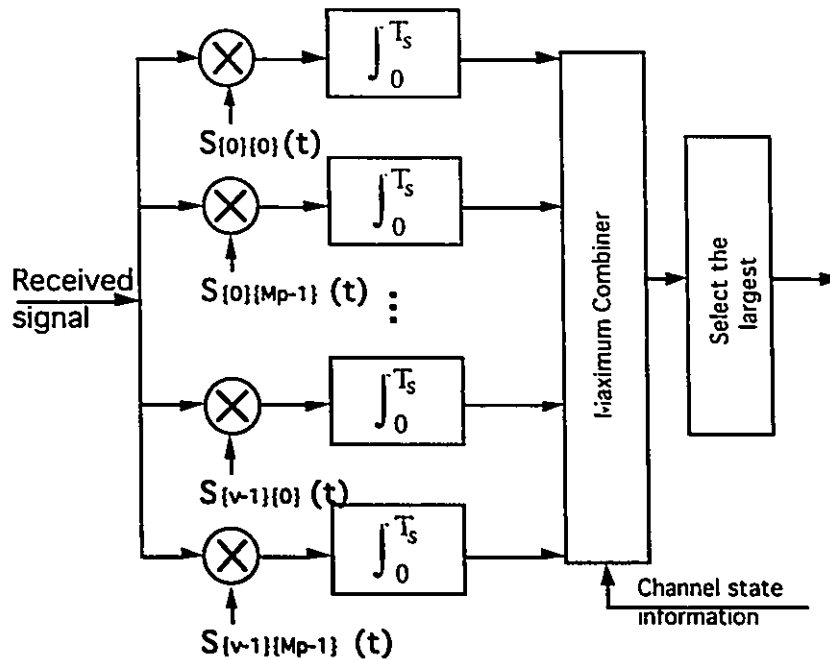 ∫₀^Ts
S{0}{0}(t)
∫₀^Ts
S{0}{Mp-1} (t)
Received
signal
⋮
Maximum Combiner
Select the
largest
∫₀^Ts
S{v-1}{0} (t)
∫₀^Ts
S{v-1}{Mp-1} (t)
Channel state
information